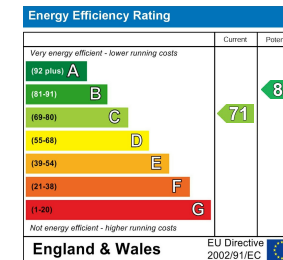 Energy Efficiency Rating
Current
Very energy efficient - lower running costs
(92 plus) A
(81-91) B
(69-80) C
71
(55-68) D
(39-54) E
(21-38) F
(1-20) G
Not energy efficient - higher running costs
England & Wales
EU Directive
2002/91/EC